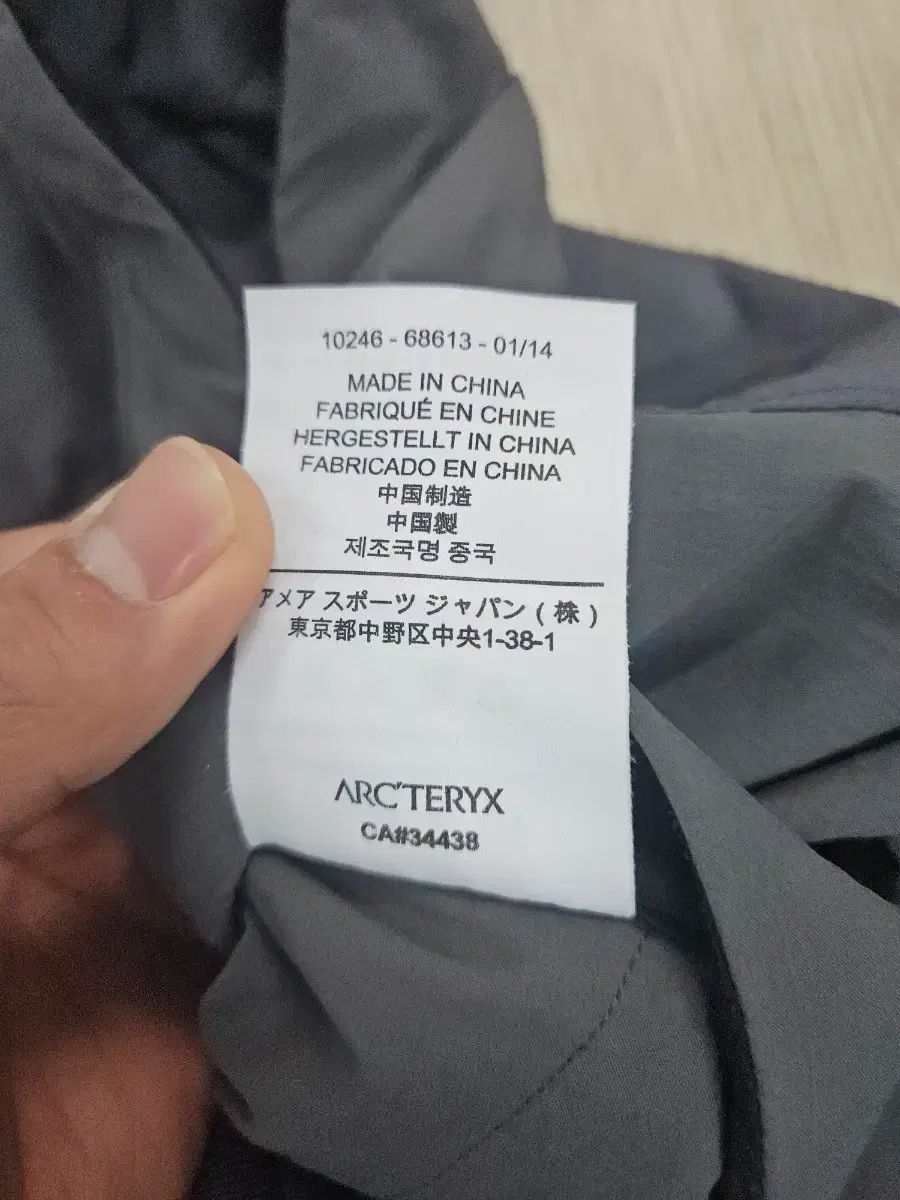 10246 - 68613 - 01/14
MADE IN CHINA
FABRIQUÉ EN CHINE
HERGESTELLT IN CHINA
FABRICADO EN CHINA
中国制造
中国製
제조국명 중국
アメア スポーツ ジャパン ( 株 )
東京都中野区中央1-38-1
ARC'TERYX
CA#34438